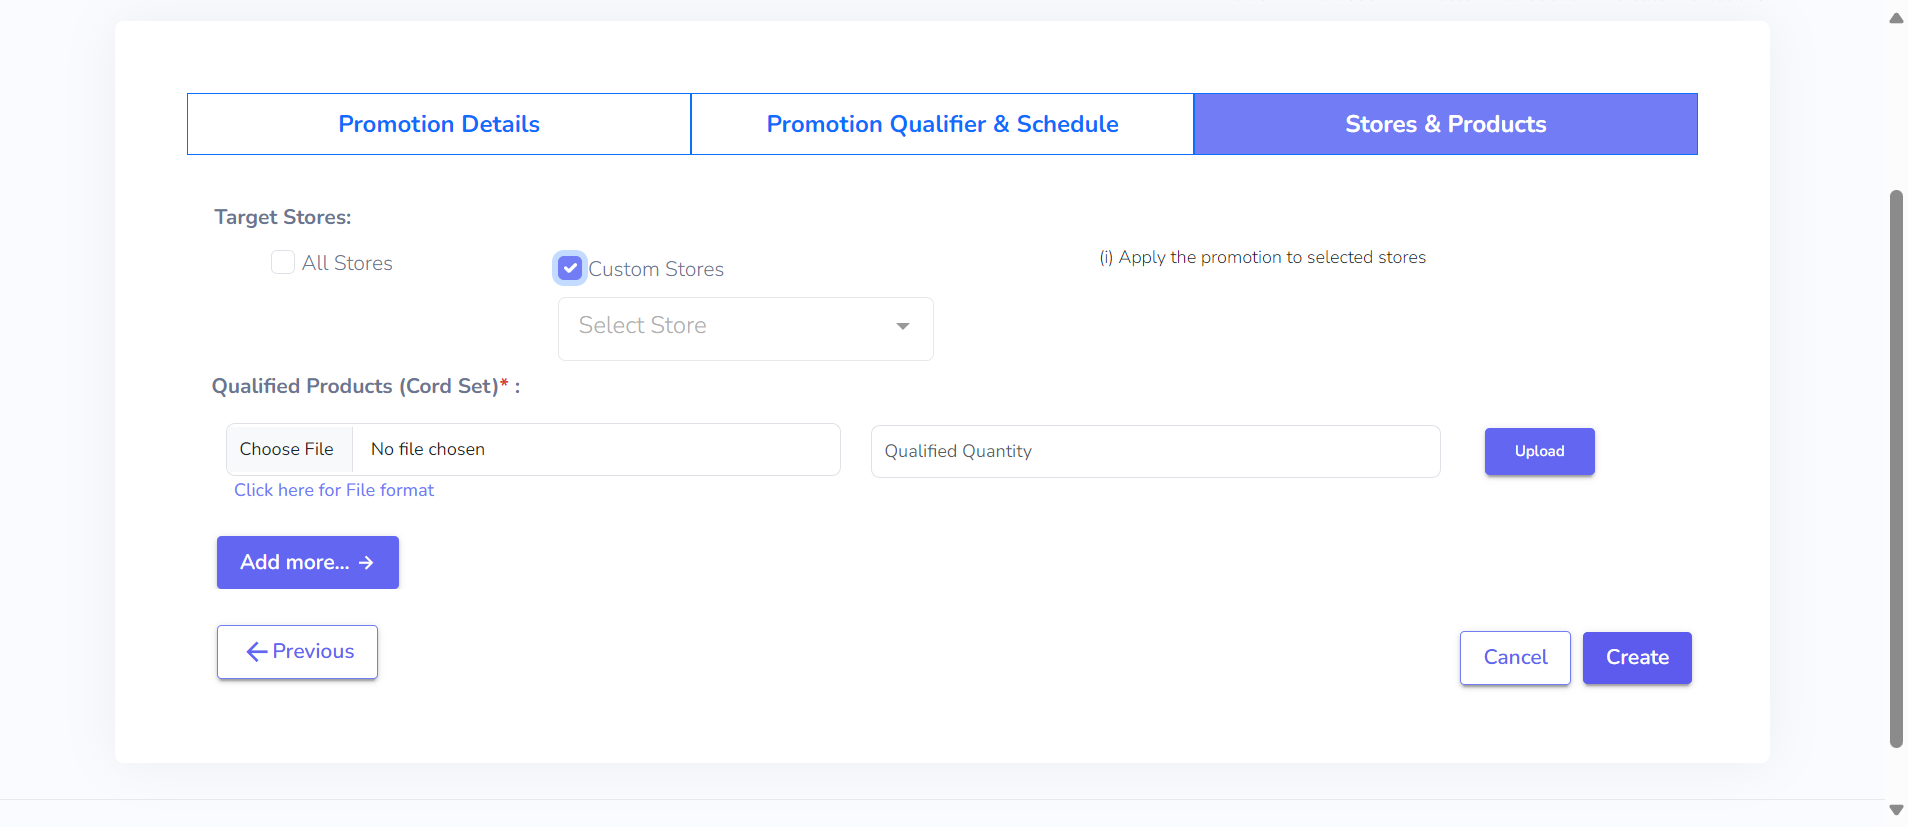 Promotion Details
Promotion Qualifier & Schedule
Stores & Products
Target Stores:
All Stores
Custom Stores
(i) Apply the promotion to selected stores
Select Store
Qualified Products (Cord Set)* :
Choose File
No file chosen
Qualified Quantity
Upload
Click here for File format
Add more... →
← Previous
Cancel
Create